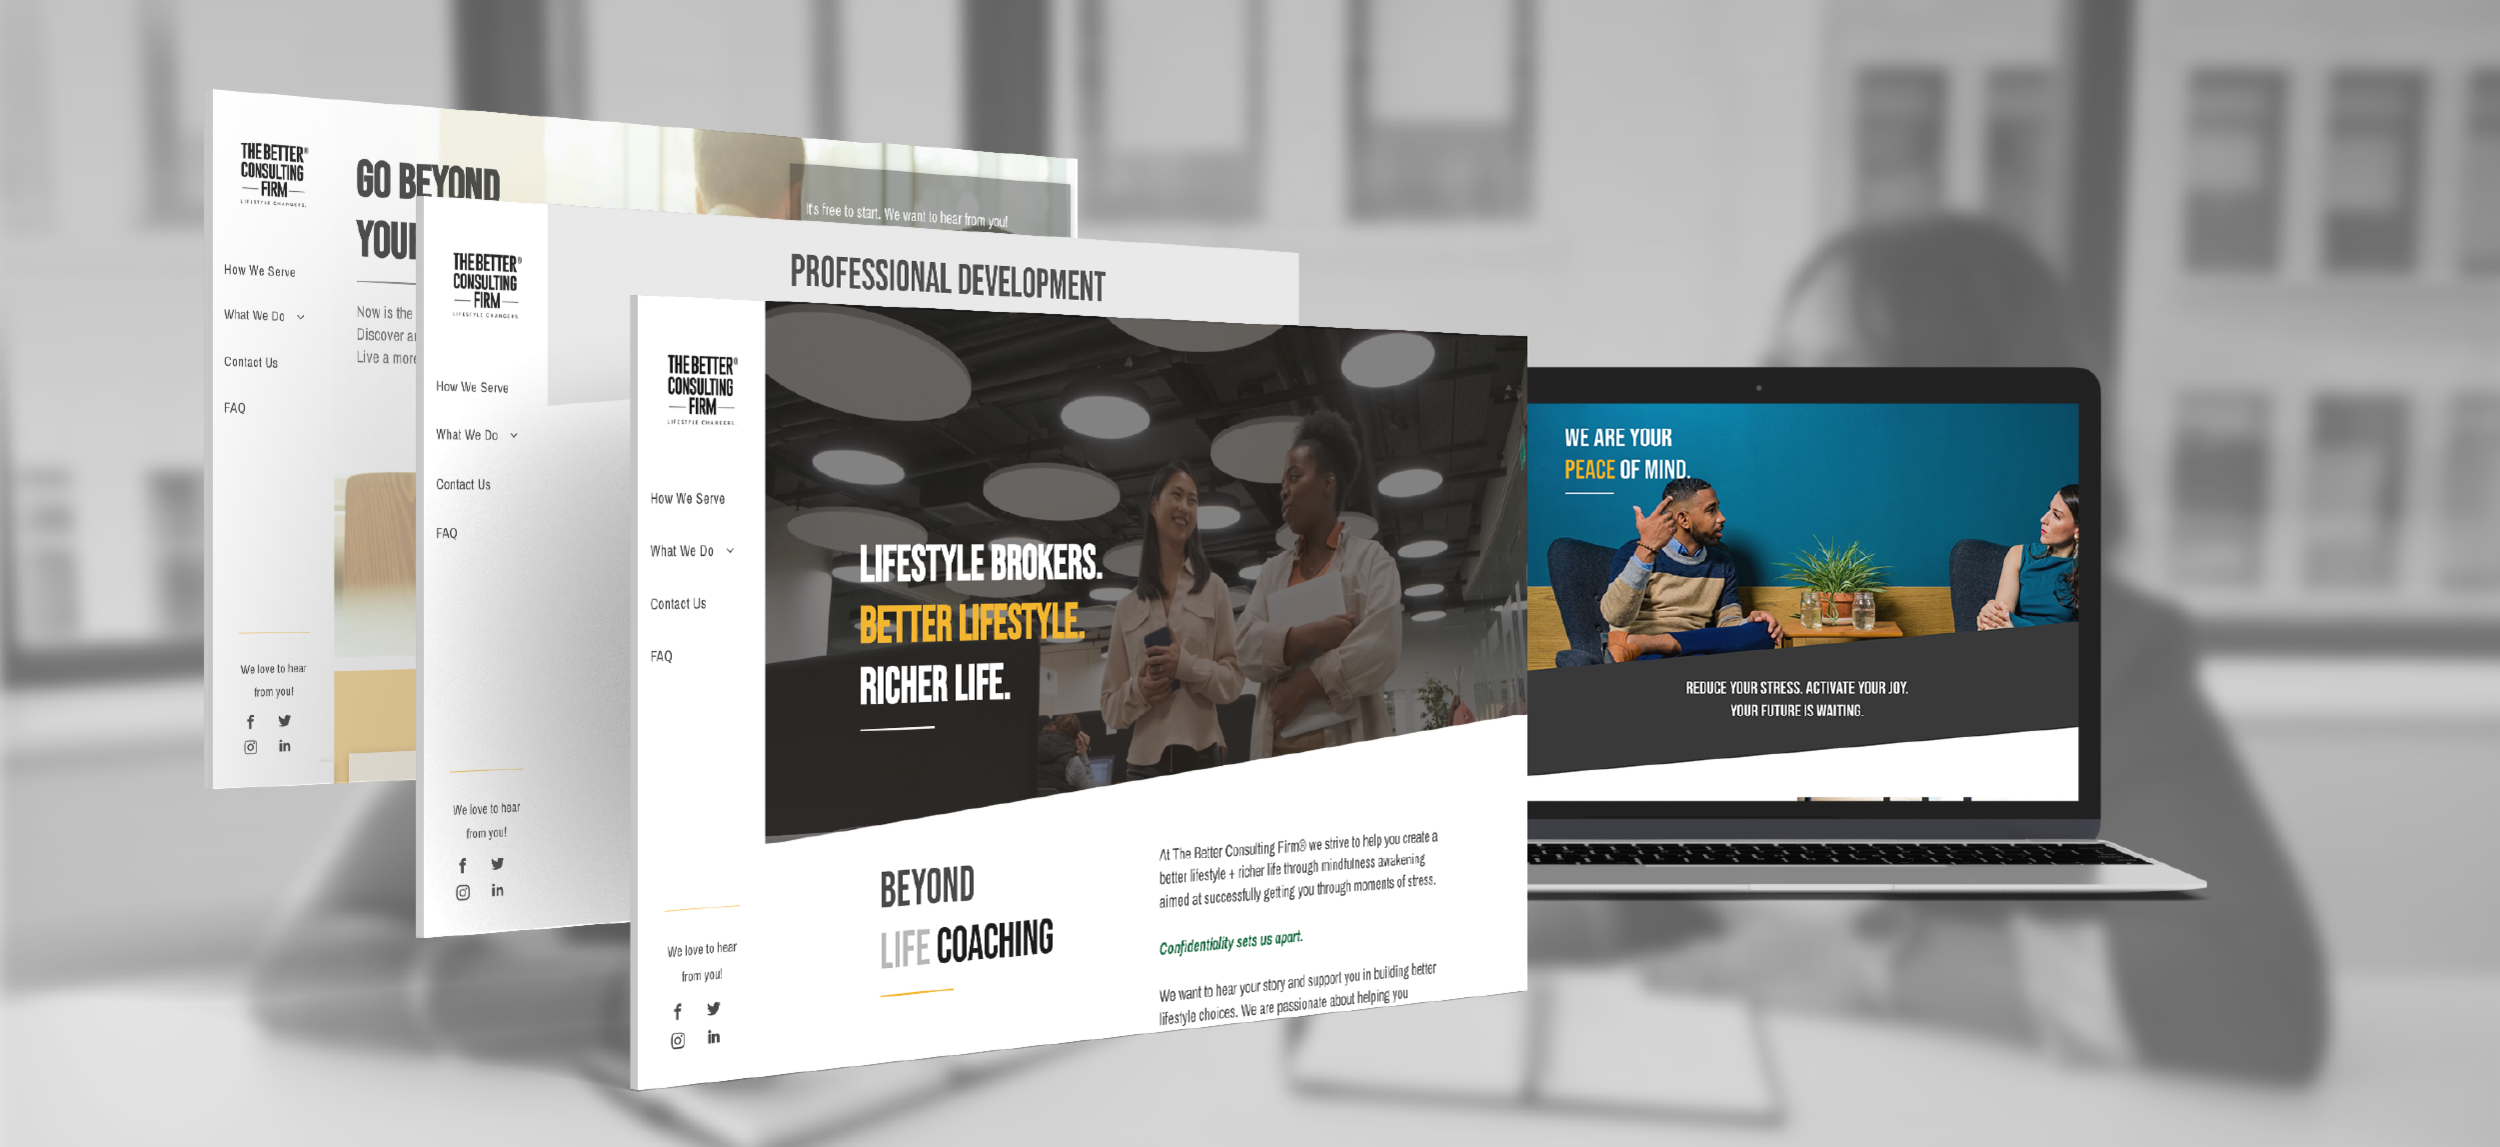 THE BETTER®
CONSULTING
FIRM
LIFESTYLE CHANGERS.
How We Serve
What We Do
Contact Us
FAQ
We love to hear
from you!
GO BEYOND
YOU
Now is the
Discover
Live a more
It's free to start. We want to hear from you!
THE BETTER®
CONSULTING
FIRM
LIFESTYLE CHANGERS
How We Serve
What We Do
Contact Us
FAQ
We love to hear
from you!
PROFESSIONAL DEVELOPMENT
THE BETTER®
CONSULTING
FIRM
LIFESTYLE CHANGERS.
How We Serve
What We Do
Contact Us
FAQ
We love to hear
from you!
LIFESTYLE BROKERS.
BETTER LIFESTYLE.
RICHER LIFE.
BEYOND
LIFE COACHING
At The Better Consulting Firm® we strive to help you create a
better lifestyle + richer life through mindfulness awakening
aimed at successfully getting you through moments of stress.
Confidentiality sets us apart.
We want to hear your story and support you in building better
lifestyle choices. We are passionate about helping you
WE ARE YOUR
PEACE OF MIND.
REDUCE YOUR STRESS. ACTIVATE YOUR JOY.
YOUR FUTURE IS WAITING.